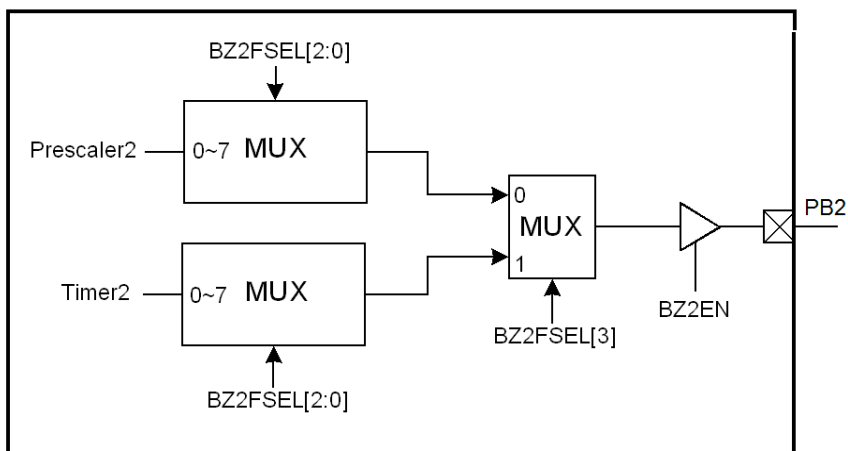 BZ2FSEL[2:0]
Prescaler2
0~7 MUX
0
MUX
1
PB2
Timer2
0~7 MUX
BZ2EN
BZ2FSEL[3]
BZ2FSEL[2:0]